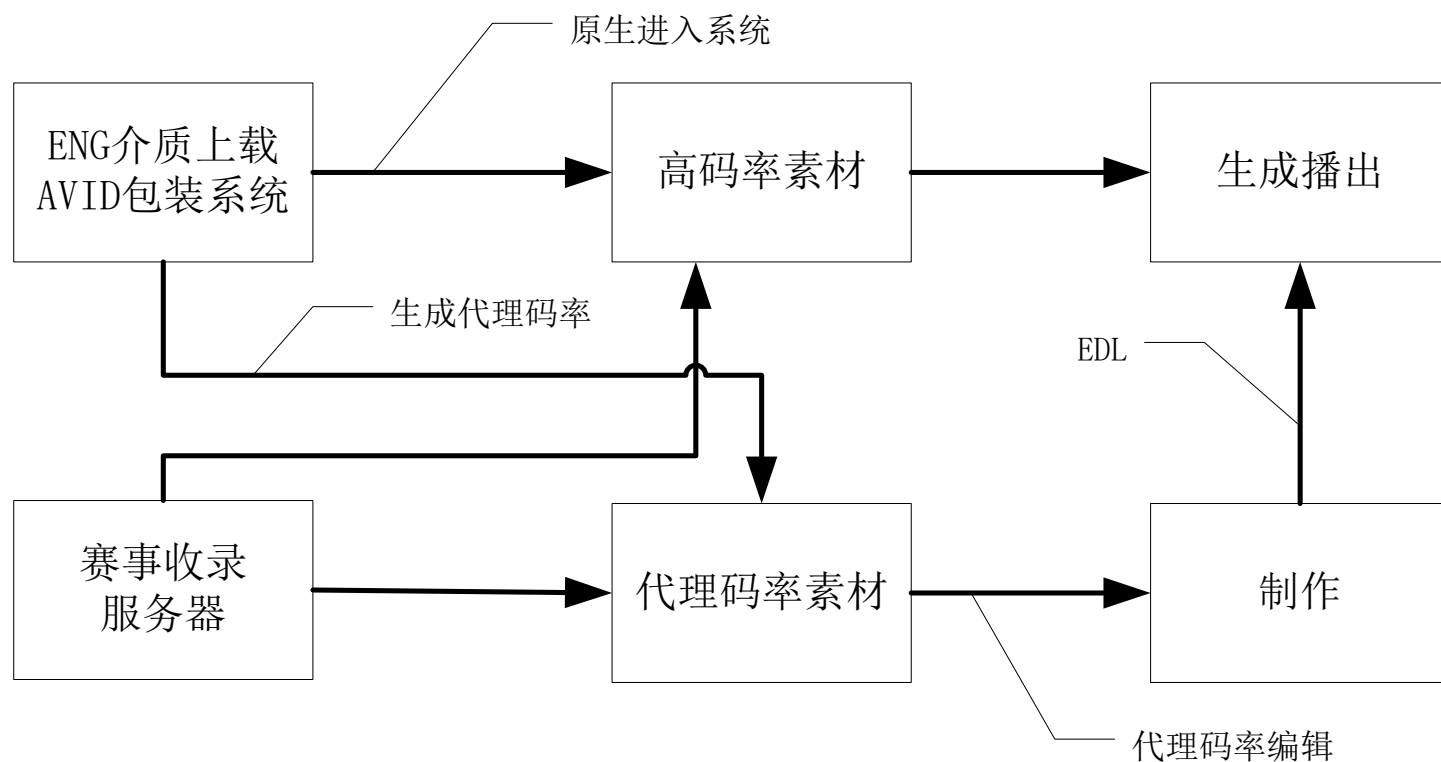 原生进入系统
ENG介质上载
AVID包装系统
高码率素材
生成播出
生成代理码率
EDL
赛事收录
服务器
代理码率素材
制作
代理码率编辑